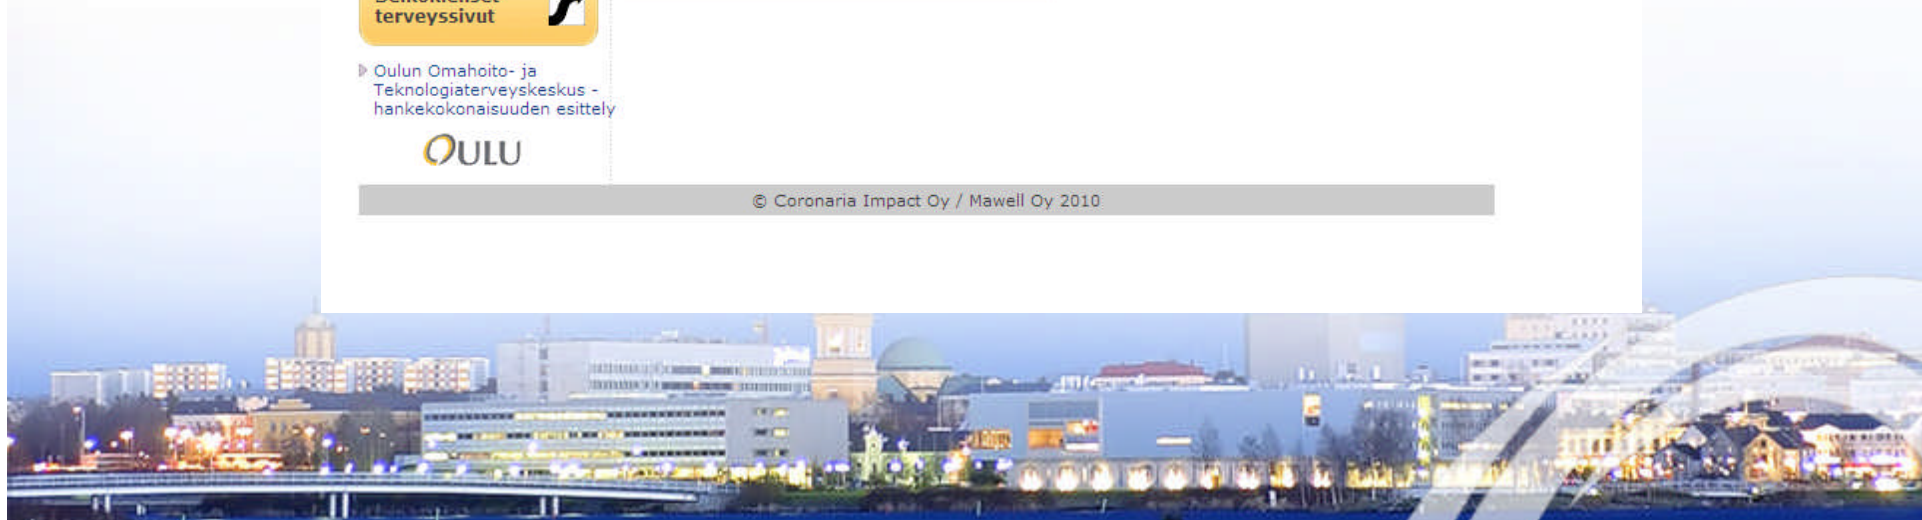 terveyssivut
Oulun Omahoito- ja
Teknologiaterveyskeskus -
hankekokonaisuuden esittely
OULU
© Coronaria Impact Oy / Mawell Oy 2010